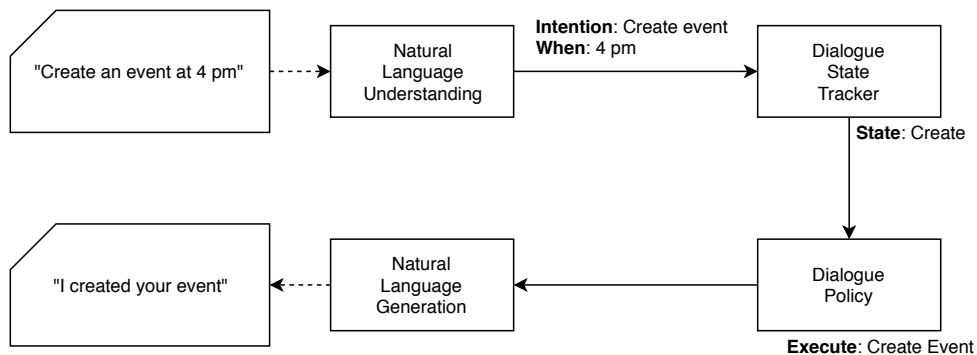 "Create an event at 4 pm"
Natural
Language
Understanding
Intention: Create event
When: 4 pm
Dialogue
State
Tracker
State: Create
"I created your event"
Natural
Language
Generation
Dialogue
Policy
Execute: Create Event